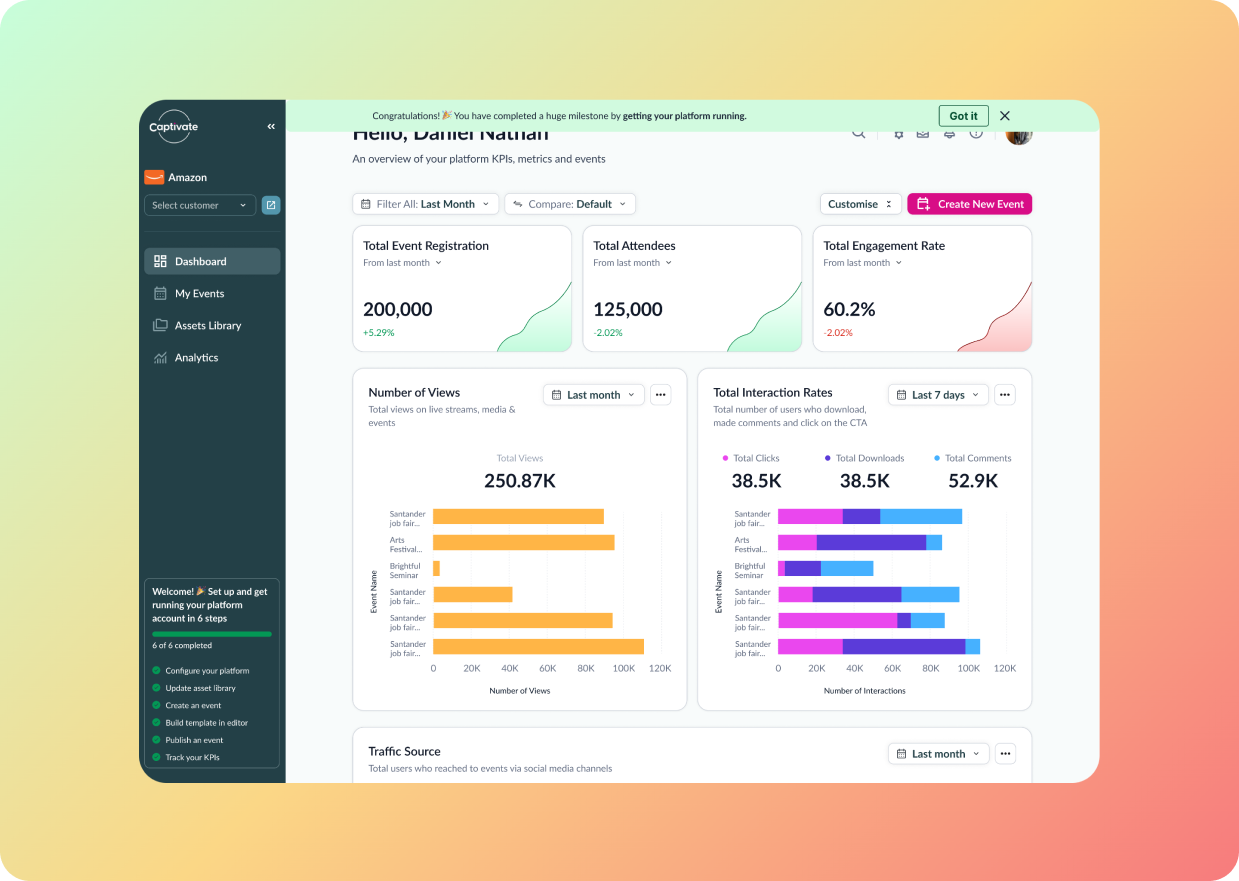 Captivate
Amazon
Select customer
Dashboard
My Events
Assets Library
Analytics
Welcome! 🎉 Set up and get
running your platform
account in 6 steps
6 of 6 completed
Configure your platform
Update asset library
Create an event
Build template in editor
Publish an event
Track your KPIs
Congratulations! 🎉 You have completed a huge milestone by getting your platform running.
Got it
Hello, Daniel Nathan
An overview of your platform KPIs, metrics and events
Filter All: Last Month
Compare: Default
Customise
Create New Event
Total Event Registration
From last month
200,000
+5.29%
Total Attendees
From last month
125,000
-2.02%
Total Engagement Rate
From last month
60.2%
-2.02%
Number of Views
Last month
Total views on live streams, media &
events
Total Views
250.87K
Event Name
Santander
job fair...
Arts
Festival...
Brightful
Seminar
Santander
job fair...
Santander
job fair...
Santander
job fair...
0 20K 40K 60K 80K 100K 120K
Number of Views
Total Interaction Rates
Last 7 days
Total number of users who download,
made comments and click on the CTA
Total Clicks
38.5K
Total Downloads
38.5K
Total Comments
52.9K
Event Name
Santander
job fair...
Arts
Festival...
Brightful
Seminar
Santander
job fair...
Santander
job fair...
Santander
job fair...
0 20K 40K 60K 80K 100K 120K
Number of Interactions
Traffic Source
Last month
Total users who reached to events via social media channels